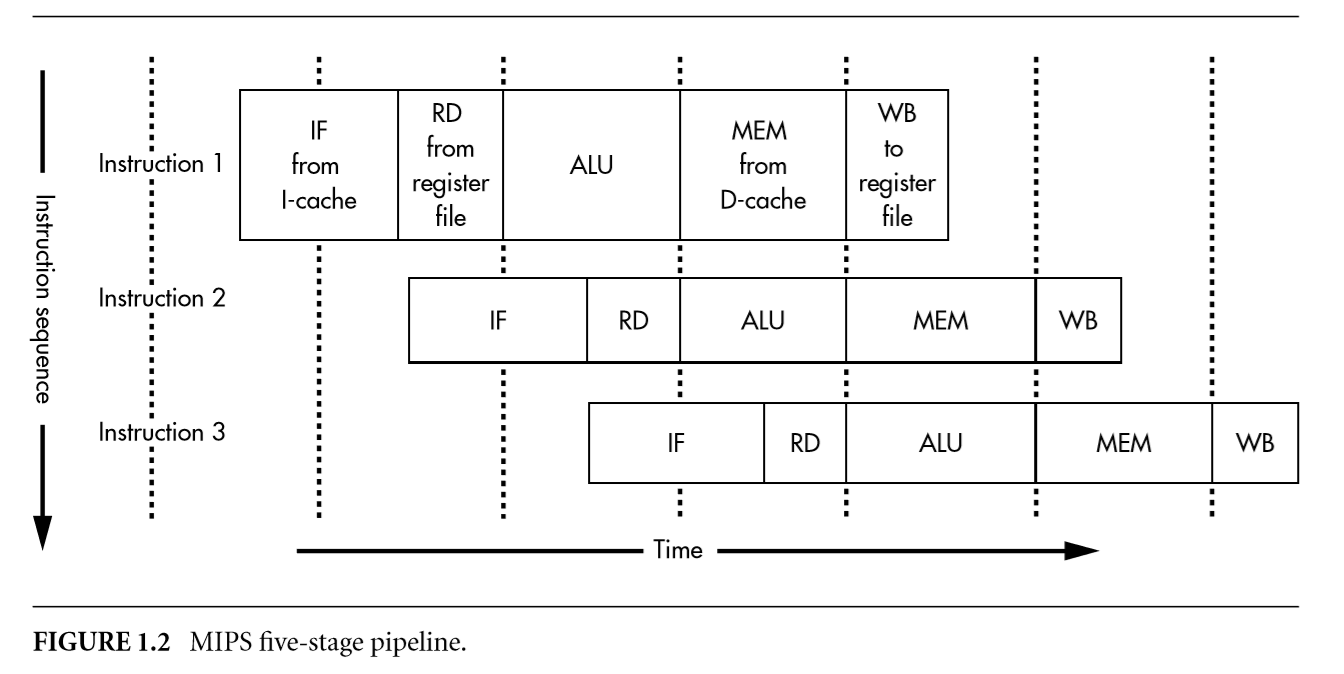 Instruction sequence
Instruction 1
IF
from
I-cache
RD
from
register
file
ALU
MEM
from
D-cache
WB
to
register
file
Instruction 2
IF
RD
ALU
MEM
WB
Instruction 3
IF
RD
ALU
MEM
WB
Time
FIGURE 1.2 MIPS five-stage pipeline.